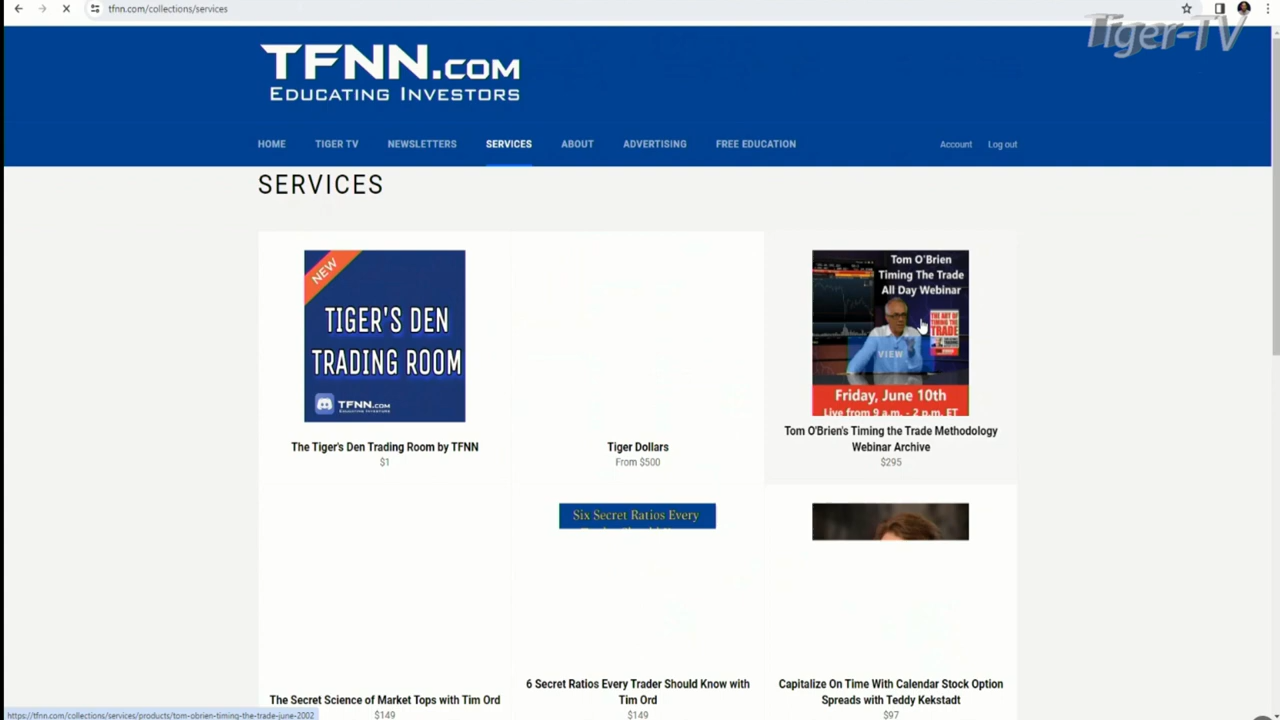 tfnn.com/collections/services
Tiger-TV
TFNN.COM
EDUCATING INVESTORS
HOME TIGER TV NEWSLETTERS SERVICES ABOUT ADVERTISING FREE EDUCATION Account Log out
SERVICES
NEW
TIGER'S DEN
TRADING ROOM
TFNN.COM
EDUCATING INVESTORS
The Tiger's Den Trading Room by TFNN
$1
Tiger Dollars
From $500
Tom O'Brien
Timing The Trade
All Day Webinar
THE ART OF
TIMING THE
TRADE
VIEW
Friday, June 10th
Live from 9 a.m. - 2 p.m. ET
Tom O'Brien's Timing the Trade Methodology
Webinar Archive
$295
The Secret Science of Market Tops with Tim Ord
$149
Six Secret Ratios Every
6 Secret Ratios Every Trader Should Know with
Tim Ord
$149
Capitalize On Time With Calendar Stock Option
Spreads with Teddy Kekstadt
$97
https://tfnn.com/collections/services/products/tom-obrien-timing-the-trade-june-2002